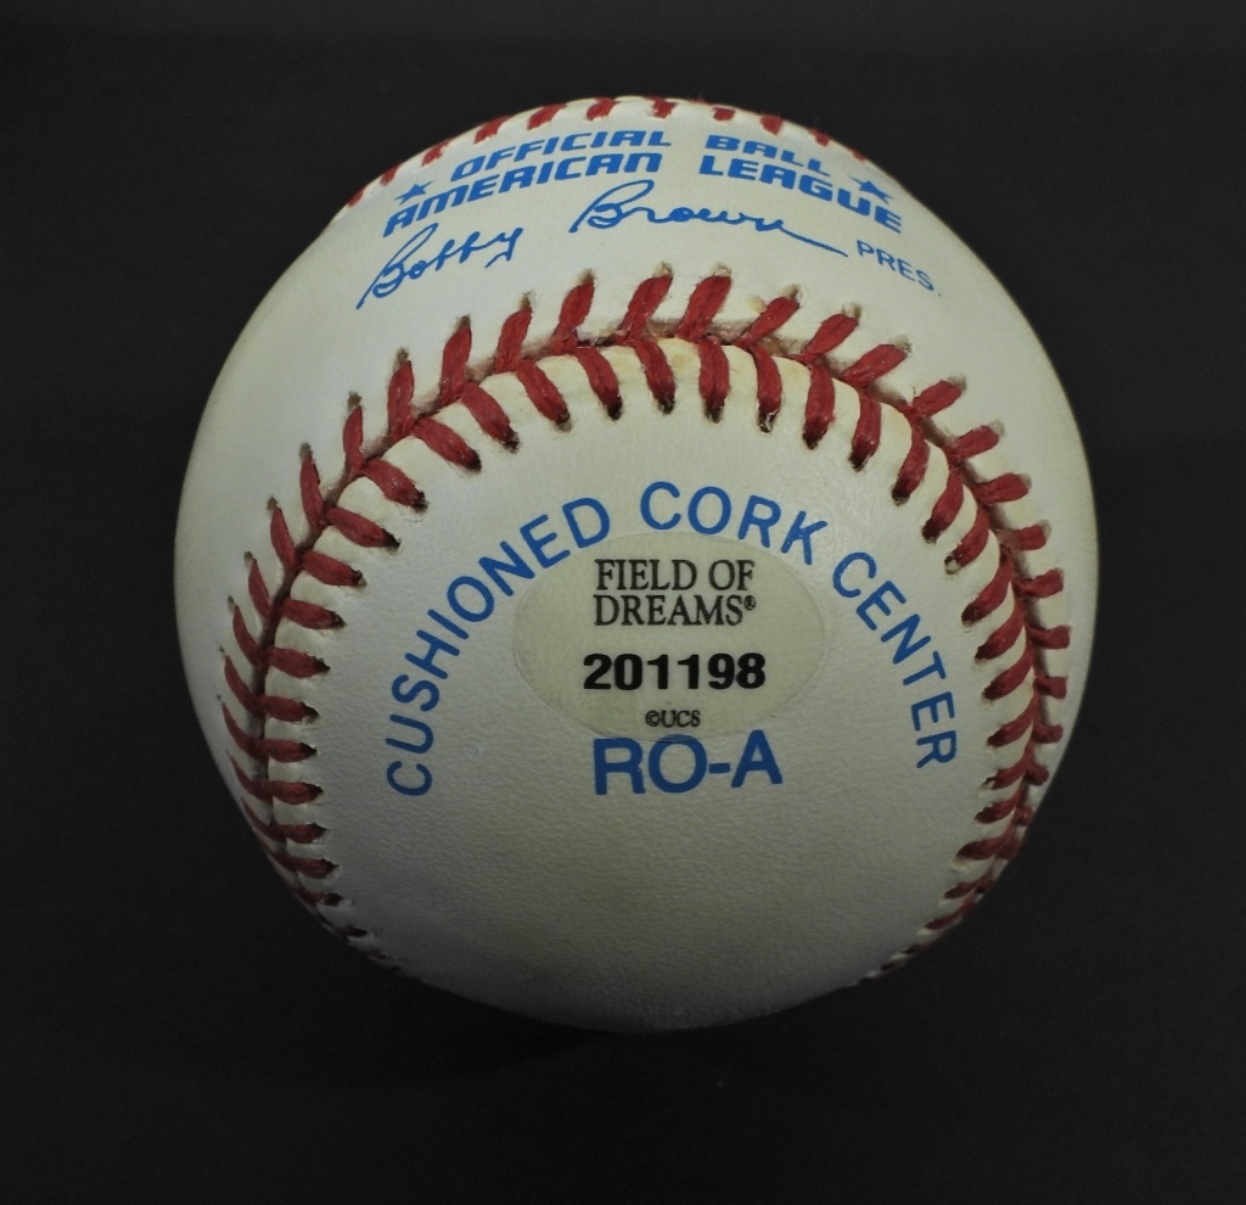 ★ OFFICIAL BALL ★
AMERICAN LEAGUE
Bobby Brown PRES.
CUSHIONED CORK CENTER
FIELD OF
DREAMS®
201198
©UCS
RO-A